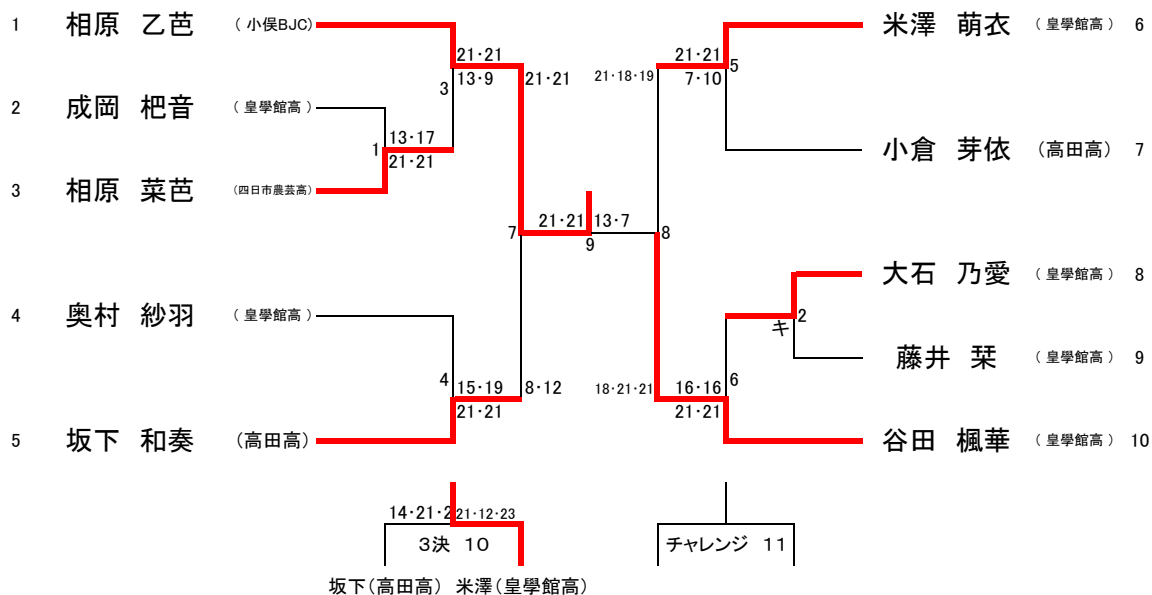 1 相原 乙芭 (小俣BJC)
2 成岡 杷音 (皇學館高)
3 相原 菜芭 (四日市農芸高)
4 奥村 紗羽 (皇學館高)
5 坂下 和奏 (高田高)
21・21
13・9
3
13・17
1
21・21
21・21
7
4
15・19
21・21
8・12
21・21
13・7
9
21・18・19
21・21
7・10
5
8
キ
2
18・21・21
16・16
21・21
6
米澤 萌衣 (皇學館高) 6
小倉 芽依 (高田高) 7
大石 乃愛 (皇學館高) 8
藤井 栞 (皇學館高) 9
谷田 楓華 (皇學館高) 10
14・21・2
21・12・23
3決 10
坂下(高田高) 米澤(皇學館高)
チャレンジ 11